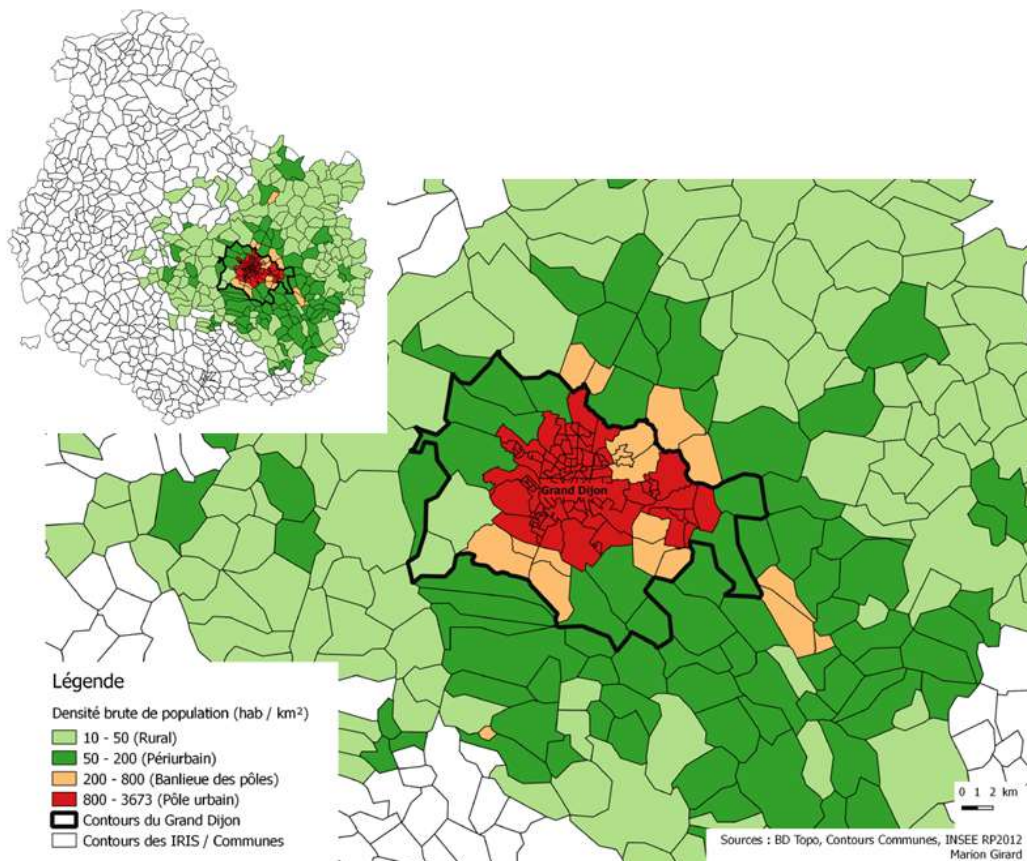 Grand Dijon
Légende
Densité brute de population (hab / km²)
10 - 50 (Rural)
50 - 200 (Périurbain)
200 - 800 (Banlieue des pôles)
800 - 3673 (Pôle urbain)
Contours du Grand Dijon
Contours des IRIS / Communes
0 1 2 km
Sources : BD Topo, Contours Communes, INSEE RP2012
Marion Girard